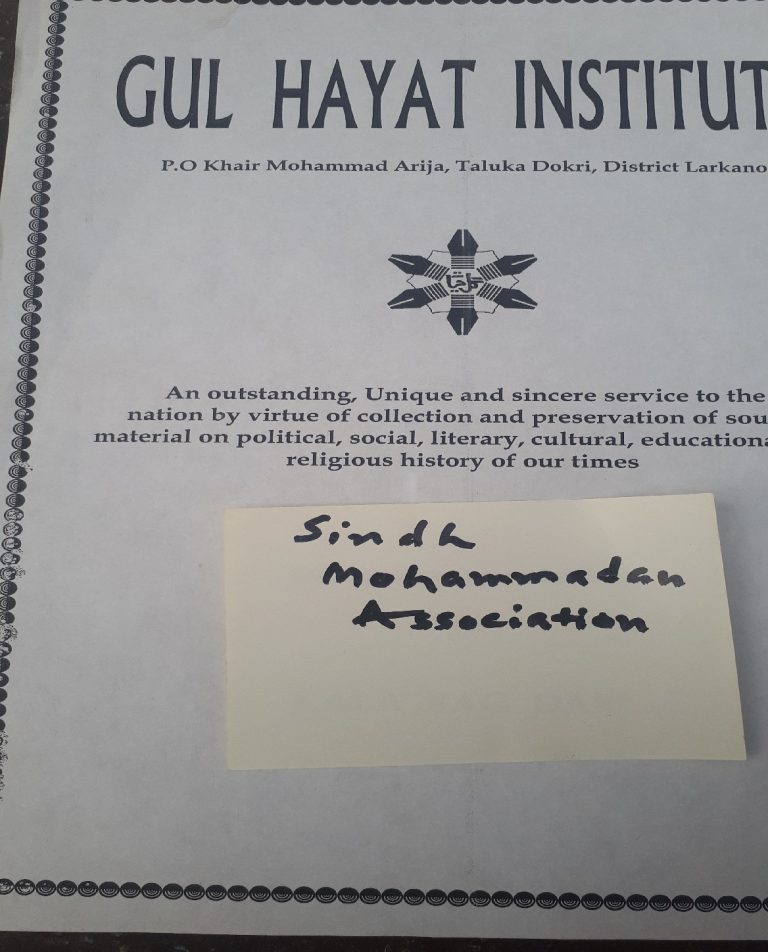 GUL HAYAT INSTITUT
P.O Khair Mohammad Arija, Taluka Dokri, District Larkano
گل حيات
An outstanding, Unique and sincere service to the
nation by virtue of collection and preservation of sou
material on political, social, literary, cultural, educationa
religious history of our times
Sindh
Mohammadan
Association